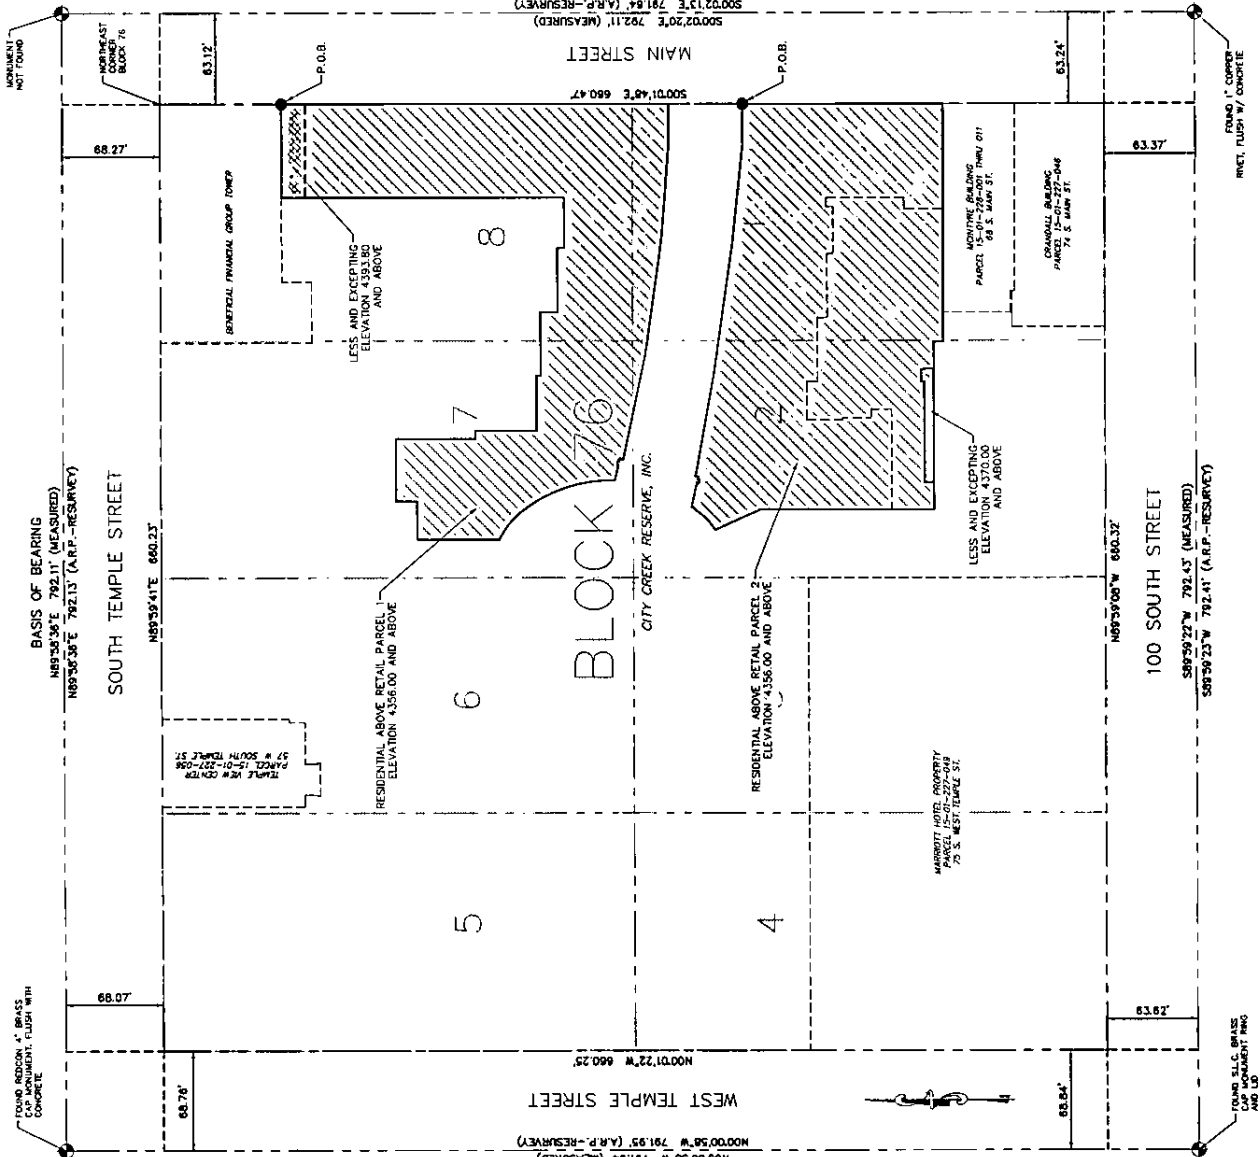 MONUMENT
NOT FOUND
NORTHEAST
CORNER
BLOCK 76
63.12'
P.O.B.
S00°02'13"E 791.84' (A.R.P.-RESURVEY)
S00°02'20"E 792.11' (MEASURED)
MAIN STREET
S00°01'48"E 660.47'
P.O.B.
63.24'
FOUND 1" COPPER
RIVET, FLUSH W/ CONCRETE
68.27'
63.37'
BENEFICIAL FINANCIAL GROUP TOWER
8
LESS AND EXCEPTING
ELEVATION 4393.80
AND ABOVE
1
MCINTYRE BUILDING
PARCEL 15-01-228-001 THRU 011
68 S. MAIN ST.
CRANDALL BUILDING
PARCEL 15-01-227-046
74 S. MAIN ST.
BASIS OF BEARING
N89°58'36"E 792.11' (MEASURED)
N89°58'36"E 792.13' (A.R.P.-RESURVEY)
SOUTH TEMPLE STREET
N89°59'41"E 660.23'
7
BLOCK 76
CITY CREEK RESERVE, INC.
2
LESS AND EXCEPTING
ELEVATION 4370.00
AND ABOVE
RESIDENTIAL ABOVE RETAIL PARCEL 1
ELEVATION 4356.00 AND ABOVE
RESIDENTIAL ABOVE RETAIL PARCEL 2
ELEVATION 4356.00 AND ABOVE
N89°59'08"W 660.32'
100 SOUTH STREET
S89°59'22"W 792.43' (MEASURED)
S89°59'23"W 792.41' (A.R.P.-RESURVEY)
6
TEMPLE VIEW CENTER
PARCEL 15-01-227-056
57 W SOUTH TEMPLE ST.
MARRIOTT HOTEL PROPERTY
PARCEL 15-01-227-049
75 S. WEST TEMPLE ST.
5
4
68.07'
63.62'
FOUND REDCON 4" BRASS
CAP MONUMENT, FLUSH WITH
CONCRETE
68.76'
N00°01'22"W 660.25'
WEST TEMPLE STREET
N00°00'58"W 791.95' (A.R.P.-RESURVEY)
68.84'
FOUND S.L.C. BRASS
CAP MONUMENT RING
AND LID